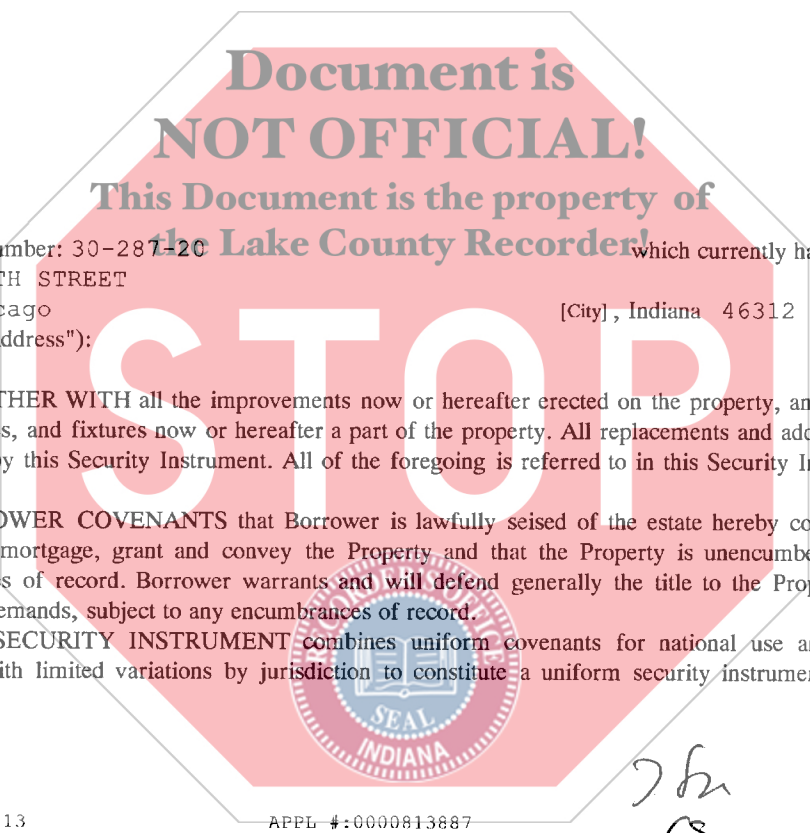 Document is
NOT OFFICIAL!
This Document is the property of
the Lake County Recorder!
umber: 30-287-20 which currently ha
TH STREET
cago [City] , Indiana 46312
ddress"):
STOP
THER WITH all the improvements now or hereafter erected on the property, an
s, and fixtures now or hereafter a part of the property. All replacements and add
by this Security Instrument. All of the foregoing is referred to in this Security In
OWER COVENANTS that Borrower is lawfully seised of the estate hereby co
mortgage, grant and convey the Property and that the Property is unencumbe
s of record. Borrower warrants and will defend generally the title to the Prop
emands, subject to any encumbrances of record.
SECURITY INSTRUMENT combines uniform covenants for national use an
ith limited variations by jurisdiction to constitute a uniform security instrumen
RECORDER'S OFFICE
SEAL
INDIANA
13 APPL #:0000813887